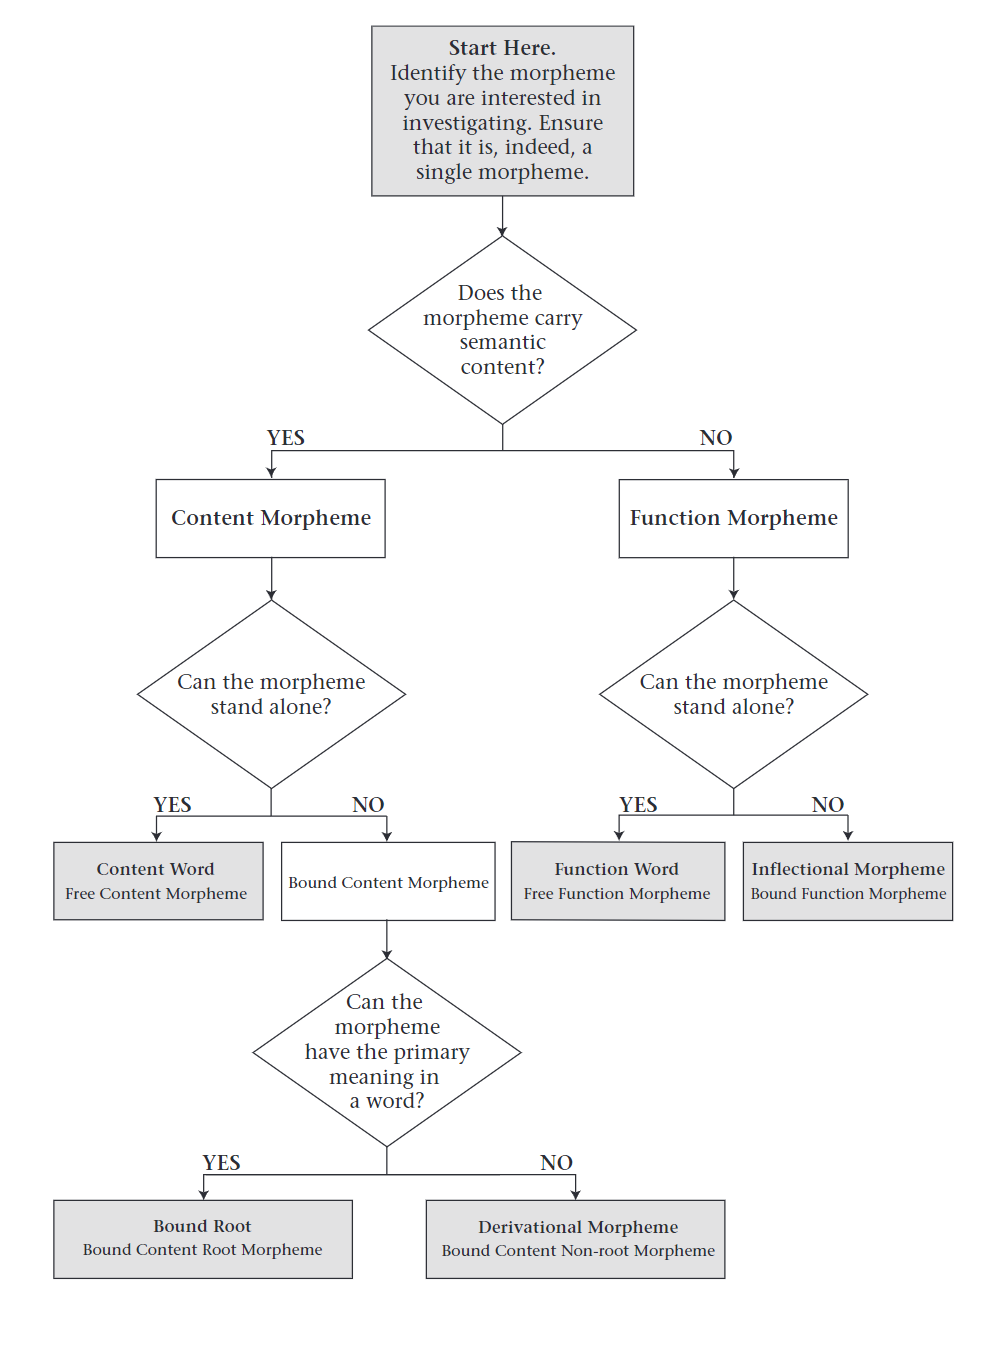 Start Here.
Identify the morpheme
you are interested in
investigating. Ensure
that it is, indeed, a
single morpheme.
Does the
morpheme carry
semantic
content?
YES
NO
Content Morpheme
Function Morpheme
Can the morpheme
stand alone?
Can the morpheme
stand alone?
YES
NO
YES
NO
Content Word
Free Content Morpheme
Bound Content Morpheme
Function Word
Free Function Morpheme
Inflectional Morpheme
Bound Function Morpheme
Can the
morpheme
have the primary
meaning in
a word?
YES
NO
Bound Root
Bound Content Root Morpheme
Derivational Morpheme
Bound Content Non-root Morpheme